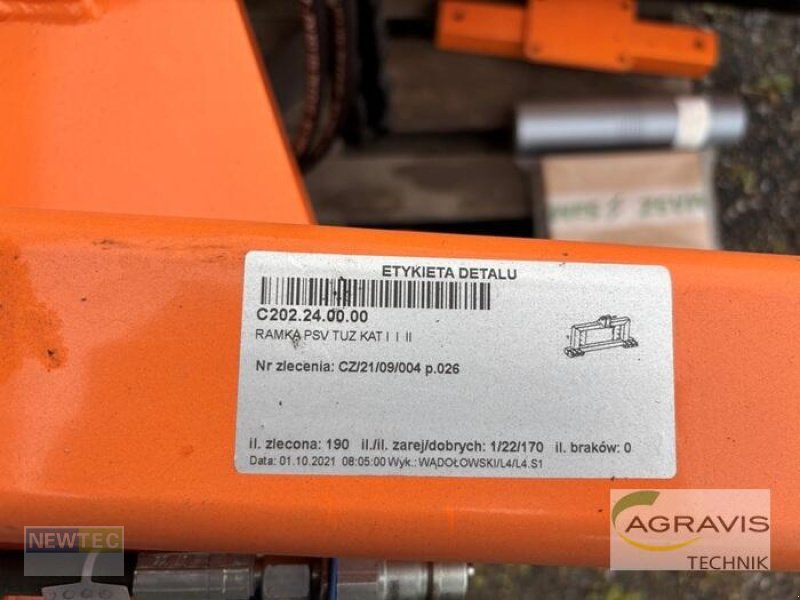 ETYKIETA DETALU
C202.24.00.00
RAMKA PSV TUZ KAT I I II
Nr zlecenia: CZ/21/09/004 p.026
il. zlecona: 190 il./il. zarej/dobrych: 1/22/170 il. braków: 0
Data: 01.10.2021 08:05:00 Wyk.: WĄDOŁOWSKI/L4/L4.S1
NEWTEC
AGRAVIS
TECHNIK